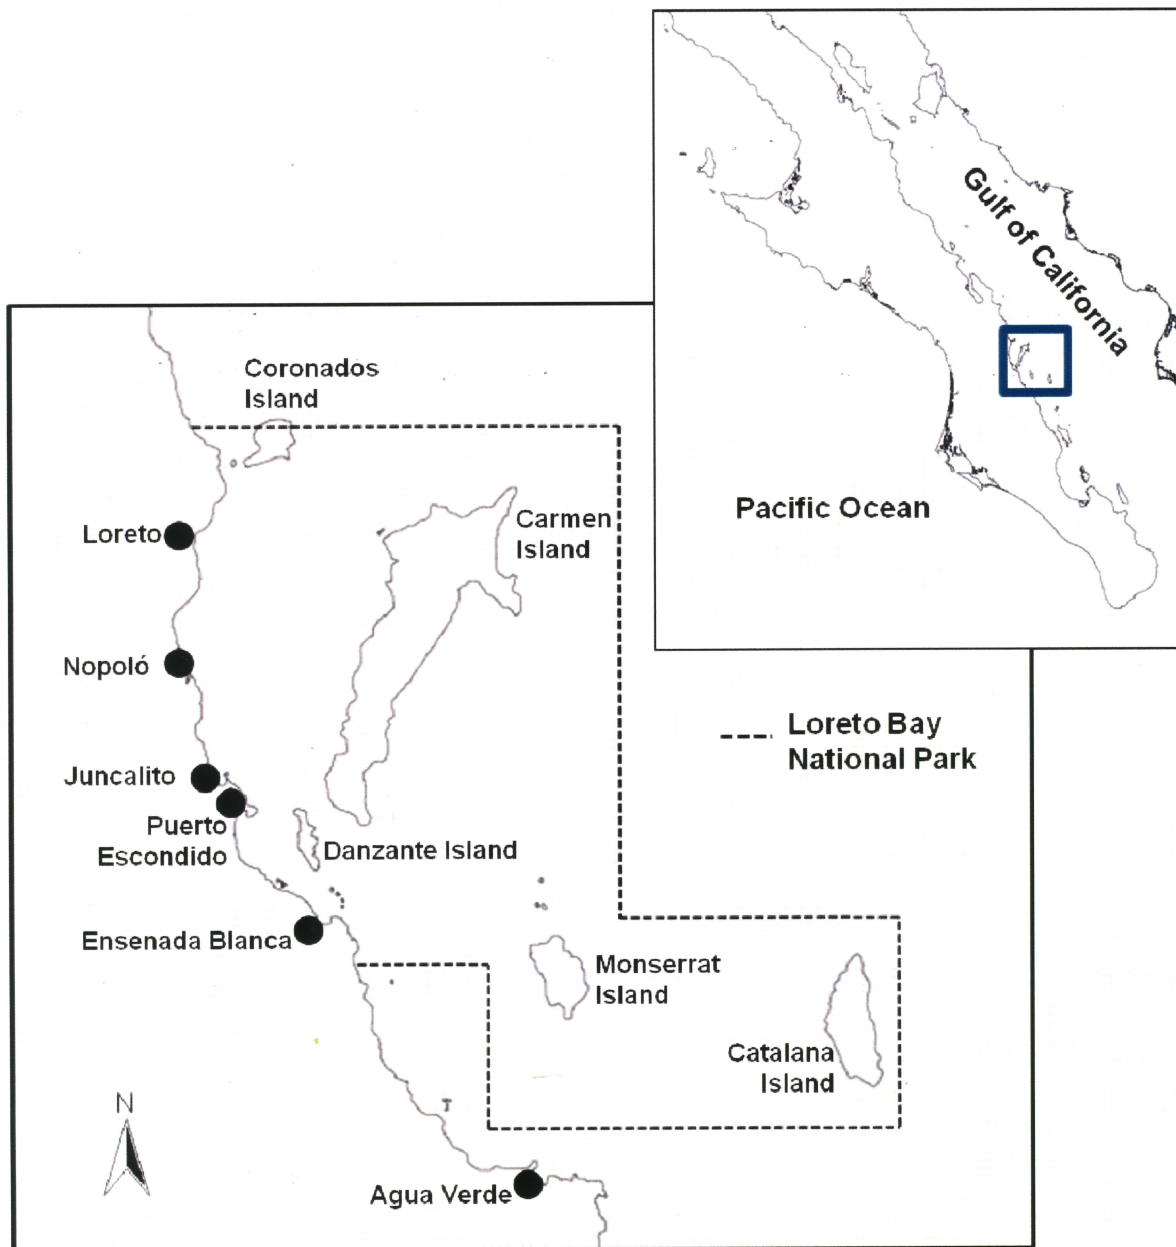 Gulf of California
Pacific Ocean
Coronados
Island
Carmen
Island
Loreto
Nopoló
Juncalito
Puerto
Escondido
Danzante Island
Ensenada Blanca
Monserrat
Island
Catalana
Island
Agua Verde
Loreto Bay
National Park
N